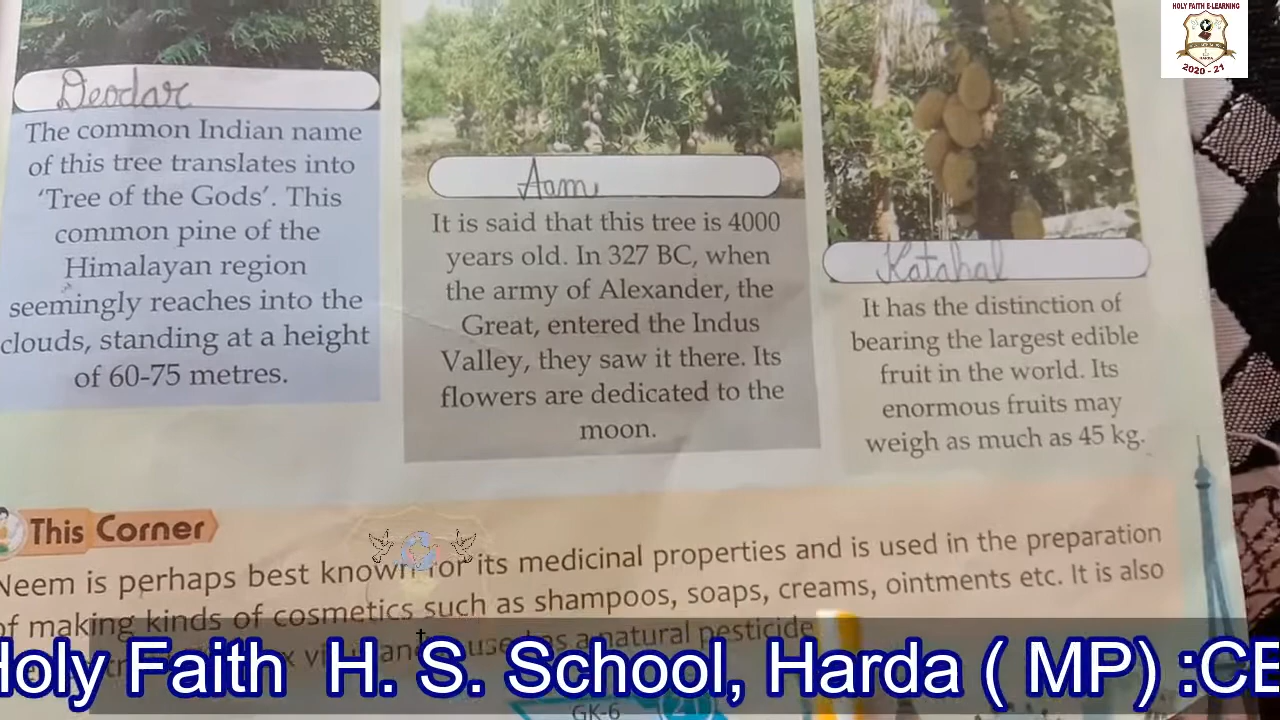 HOLY FAITH E-LEARNING
HARDA
2020 - 21
Deodar
The common Indian name
of this tree translates into
‘Tree of the Gods’. This
common pine of the
Himalayan region
seemingly reaches into the
clouds, standing at a height
of 60-75 metres.
Aam
It is said that this tree is 4000
years old. In 327 BC, when
the army of Alexander, the
Great, entered the Indus
Valley, they saw it there. Its
flowers are dedicated to the
moon.
Katahal
It has the distinction of
bearing the largest edible
fruit in the world. Its
enormous fruits may
weigh as much as 45 kg.
This Corner
Neem is perhaps best known for its medicinal properties and is used in the preparation
of making kinds of cosmetics such as shampoos, soaps, creams, ointments etc. It is also
used as a natural pesticide
Holy Faith H. S. School, Harda ( MP) :CB
GK-6